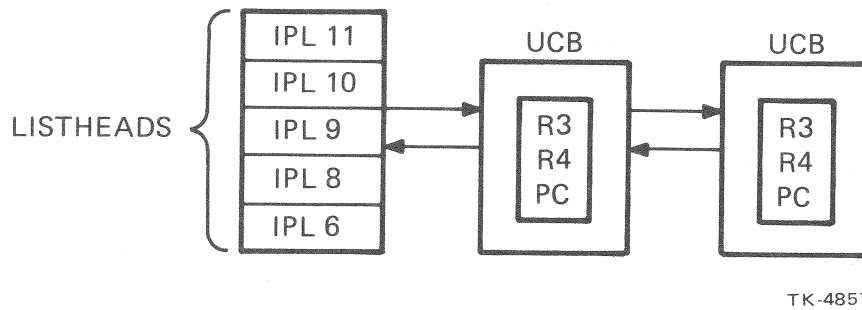 LISTHEADS
IPL 11
IPL 10
IPL 9
IPL 8
IPL 6
UCB
R3
R4
PC
UCB
R3
R4
PC
TK-4857